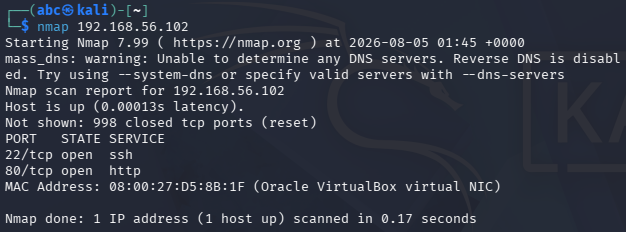 ┌──(abc㉿kali)-[~]
└─$ nmap 192.168.56.102
Starting Nmap 7.99 ( https://nmap.org ) at 2026-08-05 01:45 +0000
mass_dns: warning: Unable to determine any DNS servers. Reverse DNS is disabl
ed. Try using --system-dns or specify valid servers with --dns-servers
Nmap scan report for 192.168.56.102
Host is up (0.00013s latency).
Not shown: 998 closed tcp ports (reset)
PORT   STATE SERVICE
22/tcp open  ssh
80/tcp open  http
MAC Address: 08:00:27:D5:8B:1F (Oracle VirtualBox virtual NIC)

Nmap done: 1 IP address (1 host up) scanned in 0.17 seconds